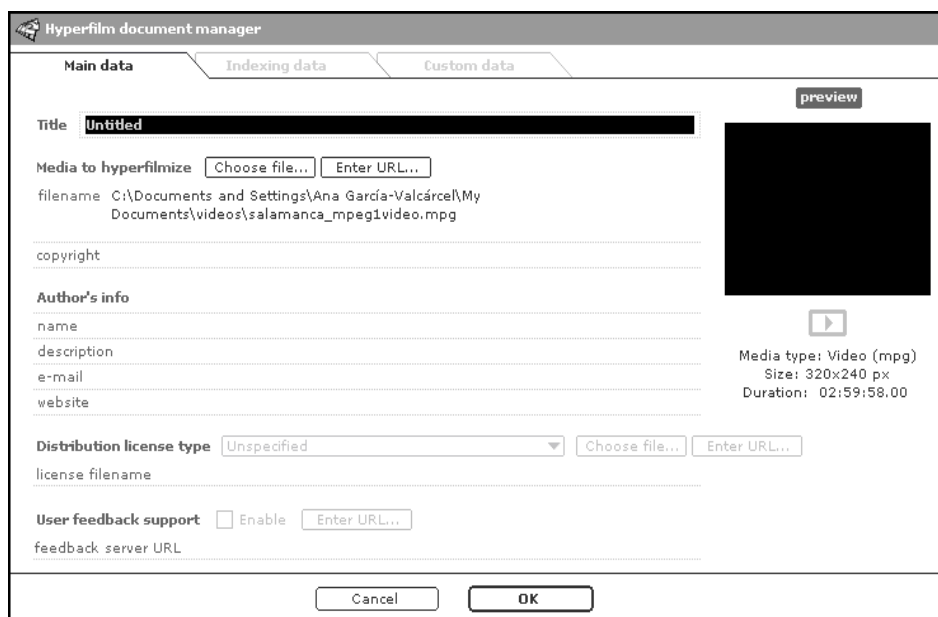 Hyperfilm document manager
Main data Indexing data Custom data
preview
Title Untitled
Media to hyperfilmize Choose file... Enter URL...
filename C:\Documents and Settings\Ana García-Valcárcel\My
Documents\videos\salamanca_mpeg1video.mpg
copyright
Author's info
name
description
e-mail
website
Media type: Video (mpg)
Size: 320x240 px
Duration: 02:59:58.00
Distribution license type Unspecified Choose file... Enter URL...
license filename
User feedback support Enable Enter URL...
feedback server URL
Cancel OK